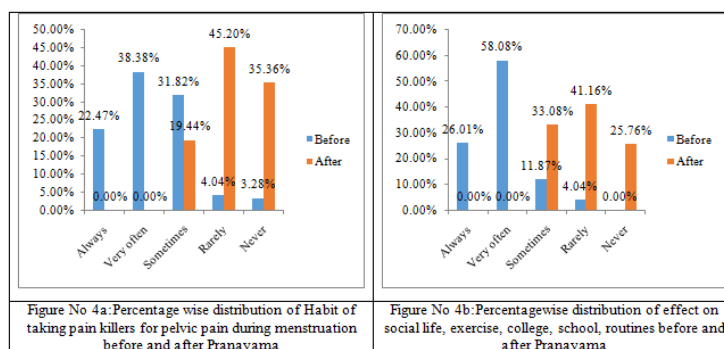 50.00%
45.00%
40.00%
35.00%
30.00%
25.00%
20.00%
15.00%
10.00%
5.00%
0.00%
22.47%
0.00%
38.38%
0.00%
31.82%
19.44%
45.20%
4.04%
35.36%
3.28%
Before
After
Always
Very often
Sometimes
Rarely
Never
Figure No 4a:Percentage wise distribution of Habit of
taking pain killers for pelvic pain during menstruation
before and after Pranayama
70.00%
60.00%
50.00%
40.00%
30.00%
20.00%
10.00%
0.00%
26.01%
0.00%
58.08%
0.00%
11.87%
33.08%
41.16%
4.04%
25.76%
0.00%
Before
After
Always
Very often
Sometimes
Rarely
Never
Figure No 4b:Percentagewise distribution of effect on
social life, exercise, college, school, routines before and
after Pranayama